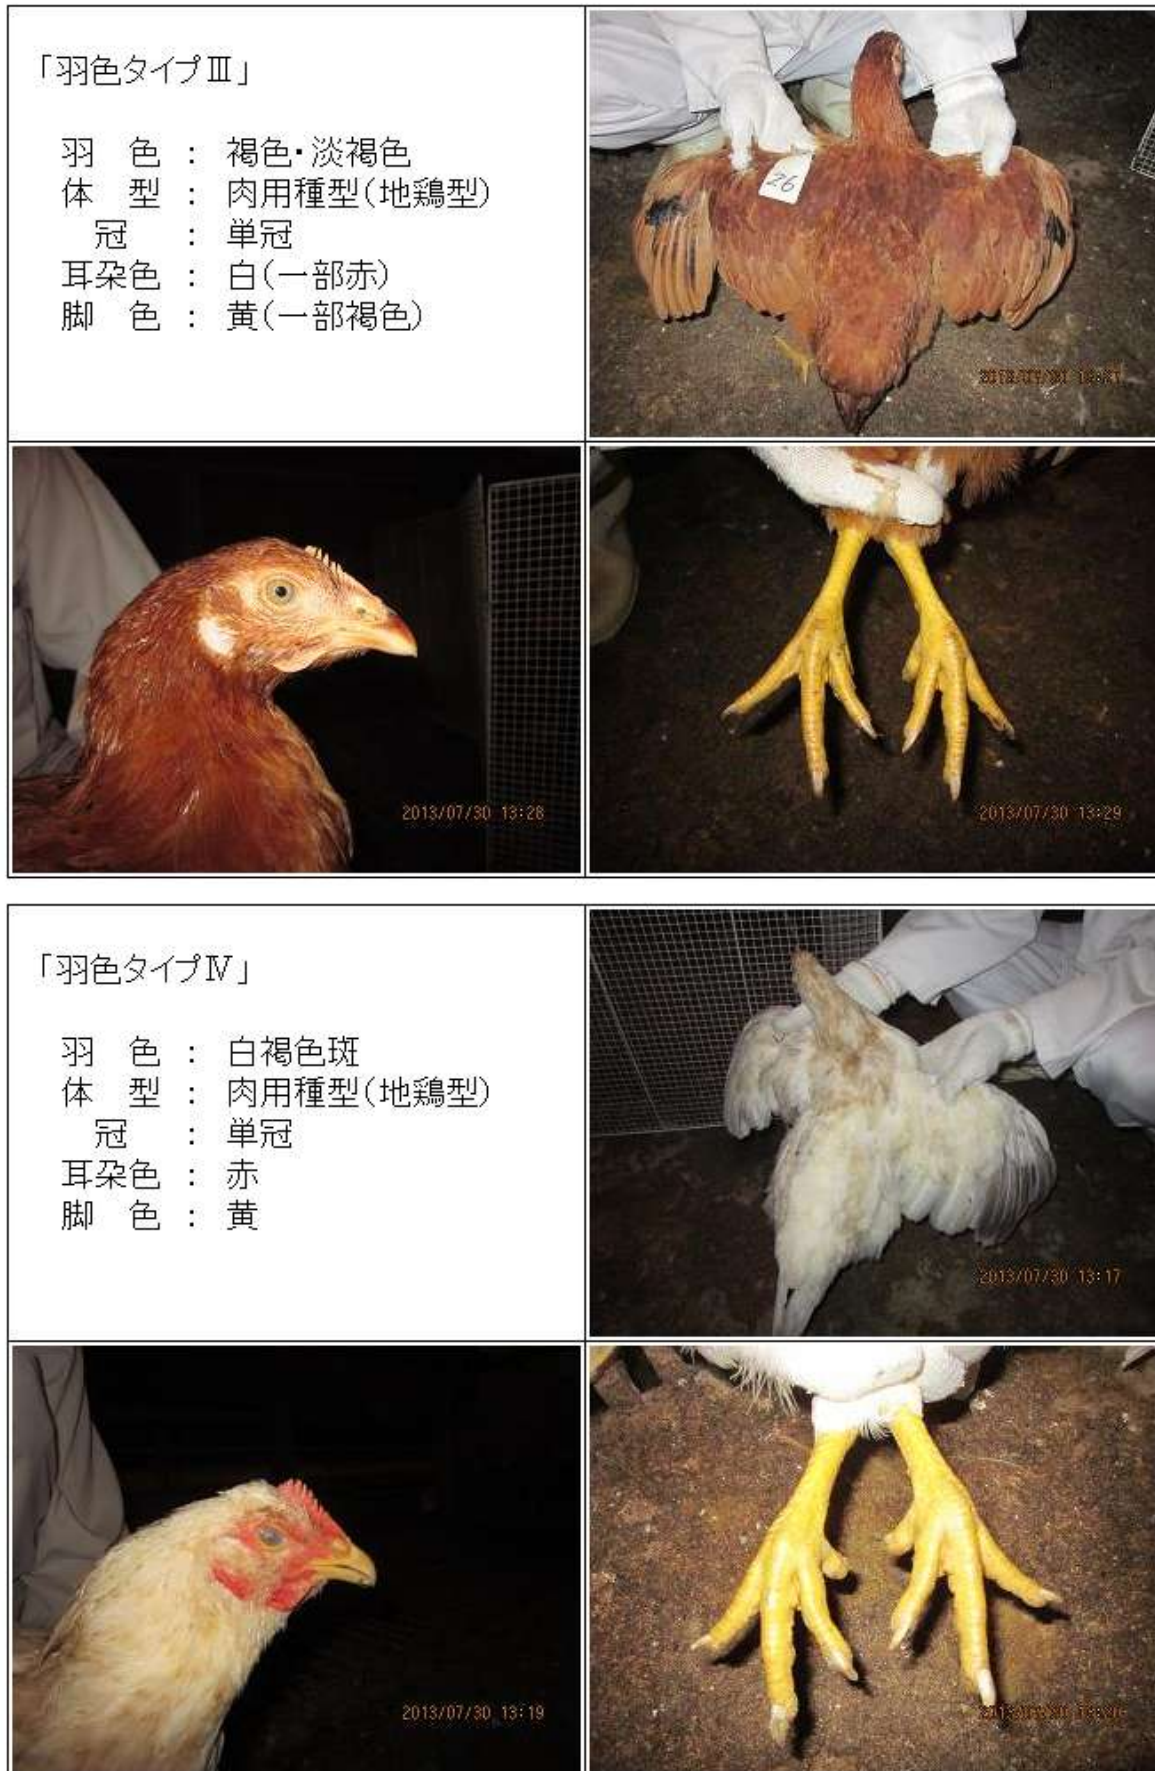 「羽色タイプⅢ」
羽　色 : 褐色・淡褐色
体　型 : 肉用種型(地鶏型)
冠 : 単冠
耳朶色 : 白(一部赤)
脚　色 : 黄(一部褐色)
26
2013/07/30 13:28
2013/07/30 13:29
「羽色タイプⅣ」
羽　色 : 白褐色斑
体　型 : 肉用種型(地鶏型)
冠 : 単冠
耳朶色 : 赤
脚　色 : 黄
2013/07/30 13:17
2013/07/30 13:19